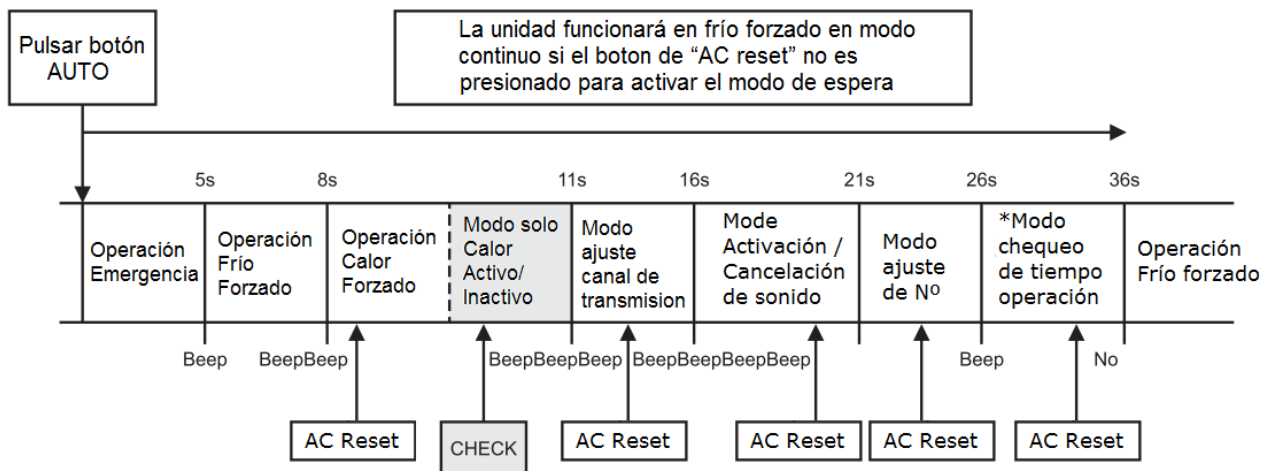 Pulsar botón
AUTO
La unidad funcionará en frío forzado en modo
continuo si el boton de “AC reset” no es
presionado para activar el modo de espera
5s
8s
11s
16s
21s
26s
36s
Operación
Emergencia
Operación
Frío
Forzado
Operación
Calor
Forzado
Modo solo
Calor
Activo/
Inactivo
Modo
ajuste
canal de
transmision
Mode
Activación /
Cancelación
de sonido
Modo
ajuste
de Nº
*Modo
chequeo
de tiempo
operación
Operación
Frío forzado
Beep
BeepBeep
BeepBeepBeep
BeepBeepBeepBeep
Beep
No
AC Reset
CHECK
AC Reset
AC Reset
AC Reset
AC Reset